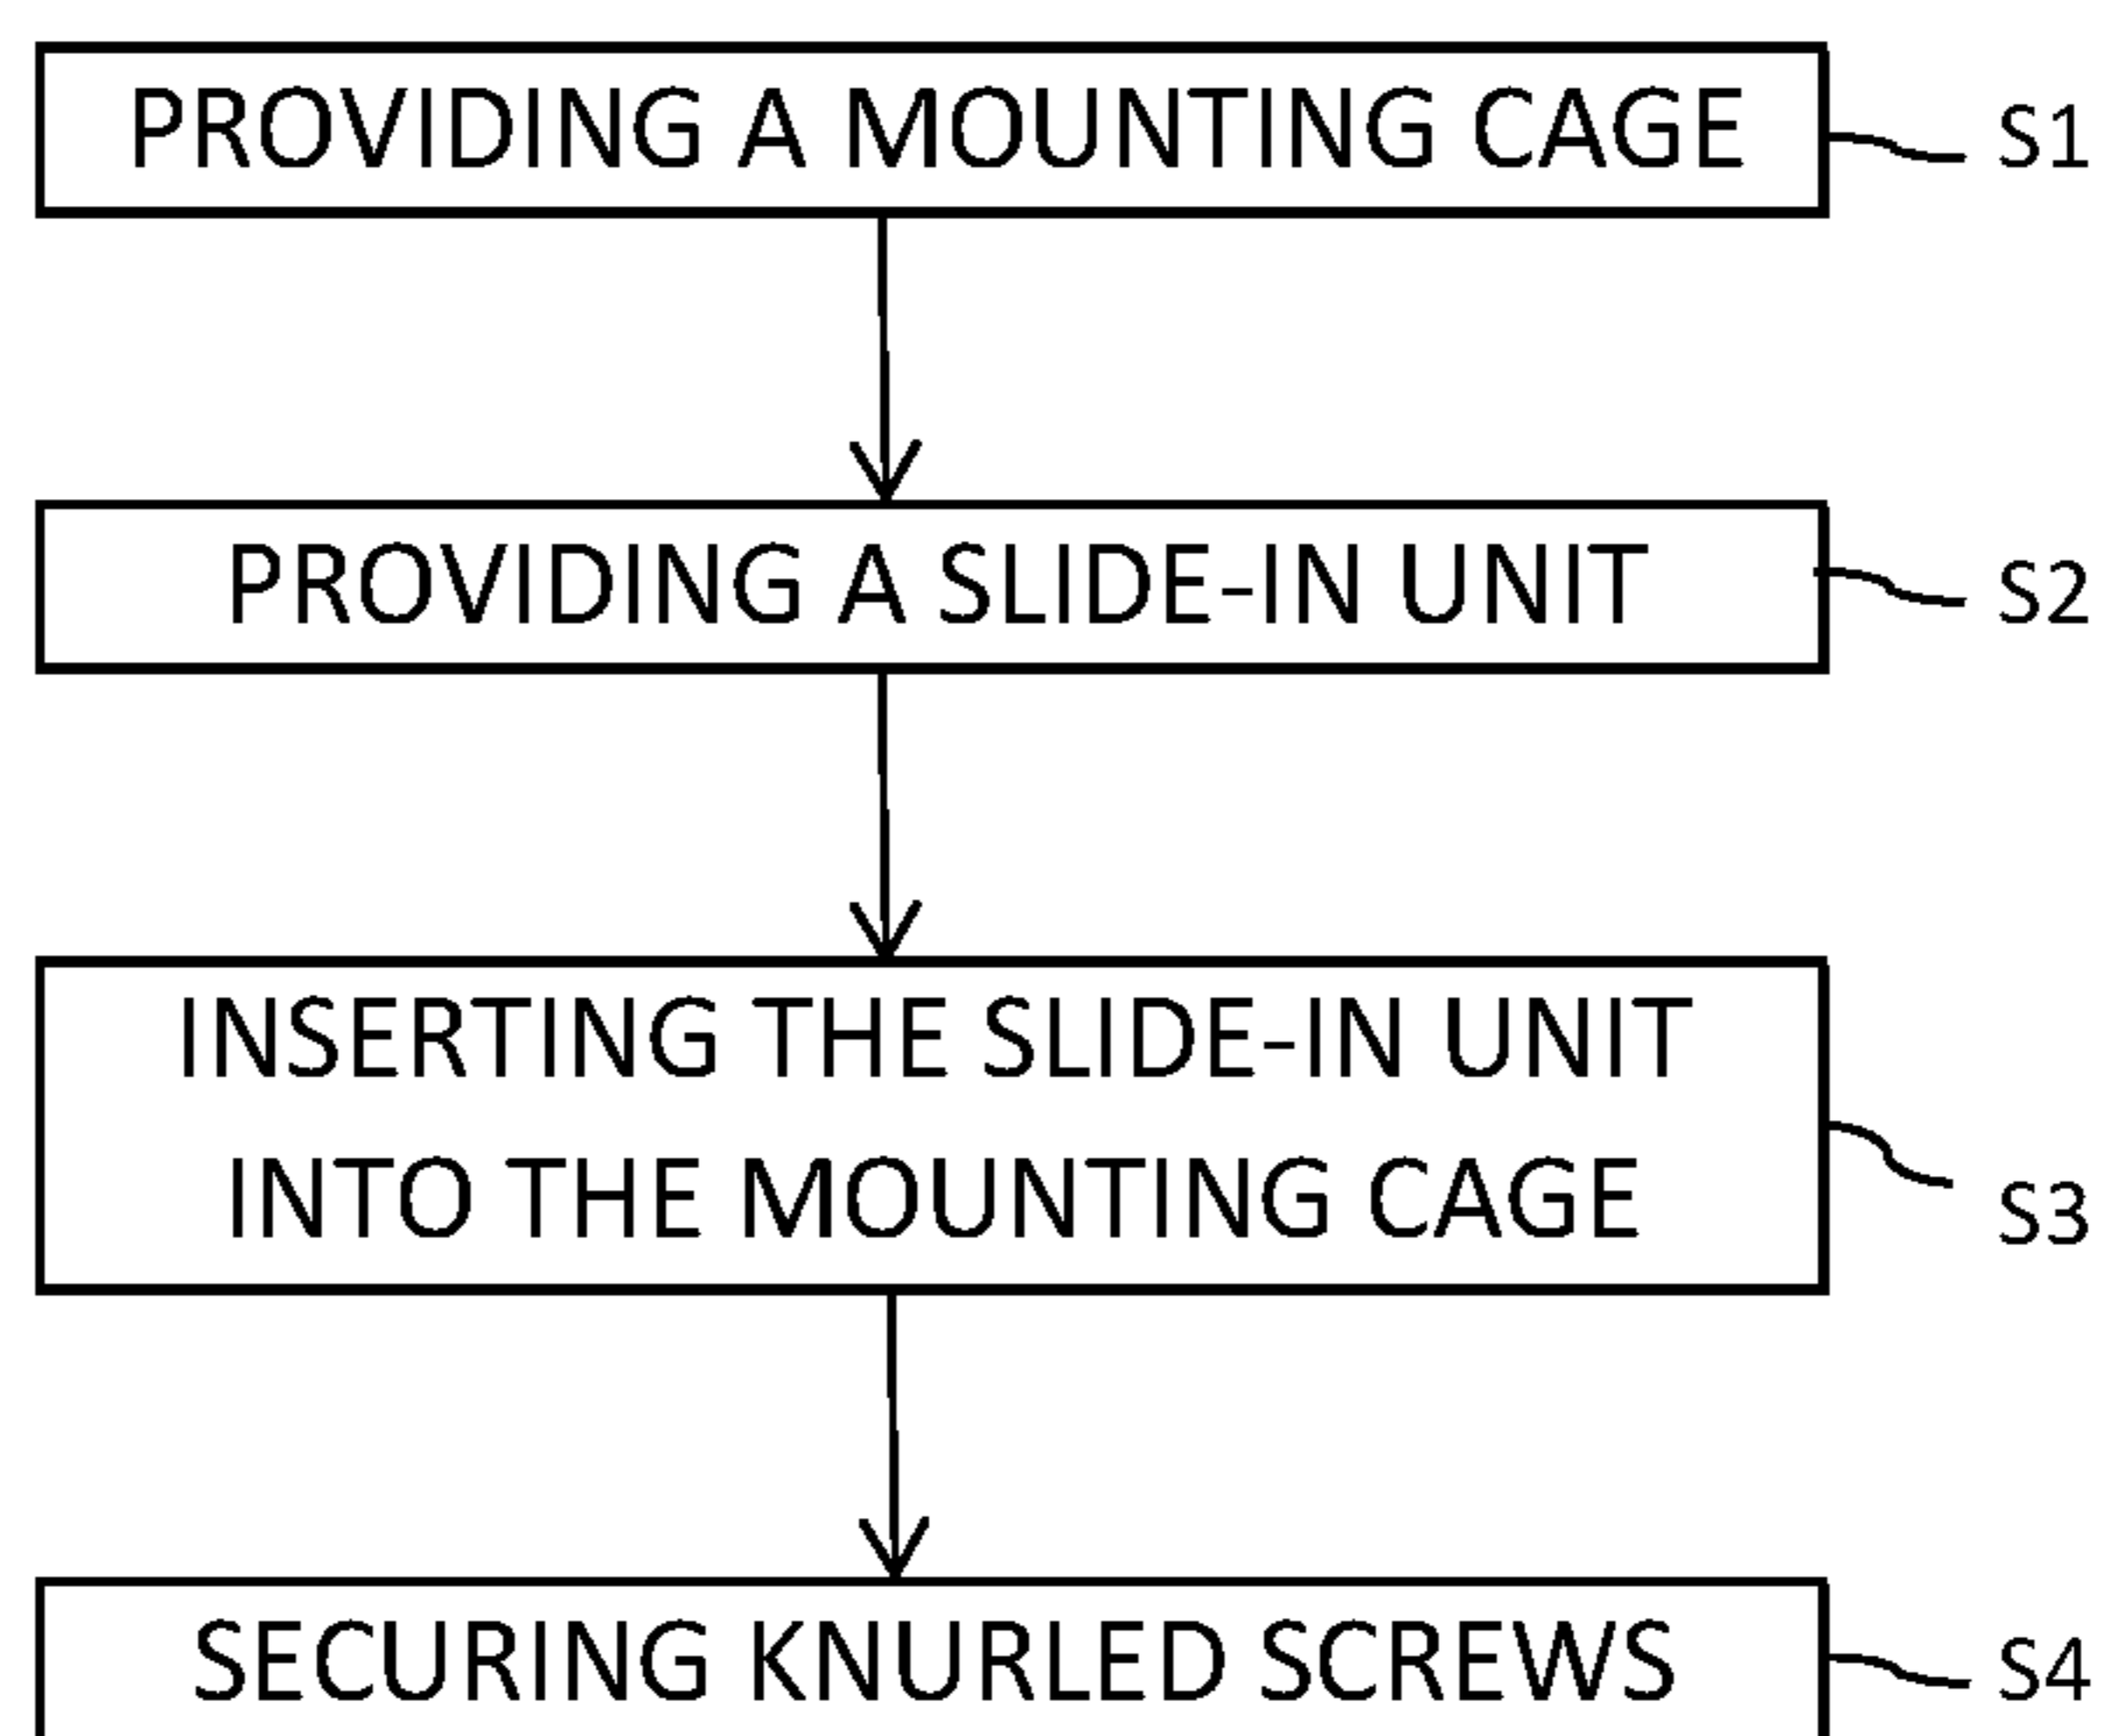 PROVIDING A MOUNTING CAGE
S1
PROVIDING A SLIDE-IN UNIT
S2
INSERTING THE SLIDE-IN UNIT
INTO THE MOUNTING CAGE
S3
SECURING KNURLED SCREWS
S4